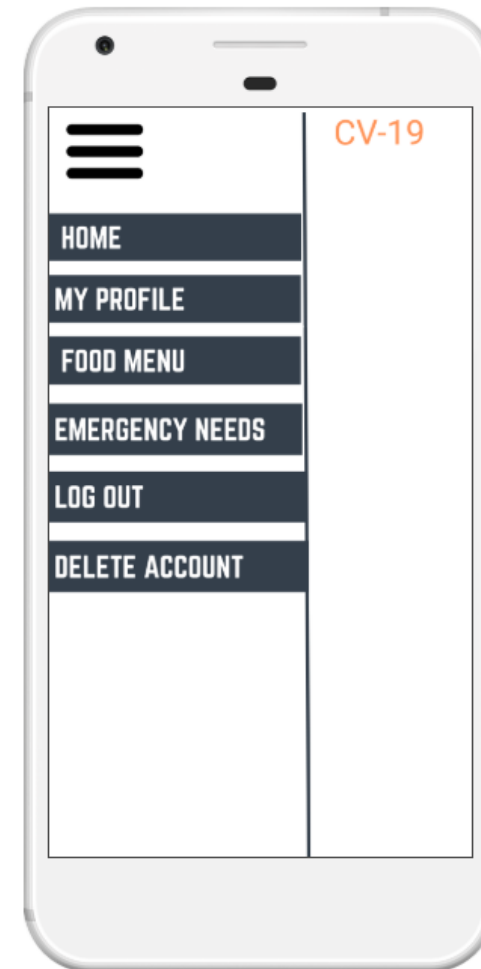 CV-19
HOME
MY PROFILE
FOOD MENU
EMERGENCY NEEDS
LOG OUT
DELETE ACCOUNT